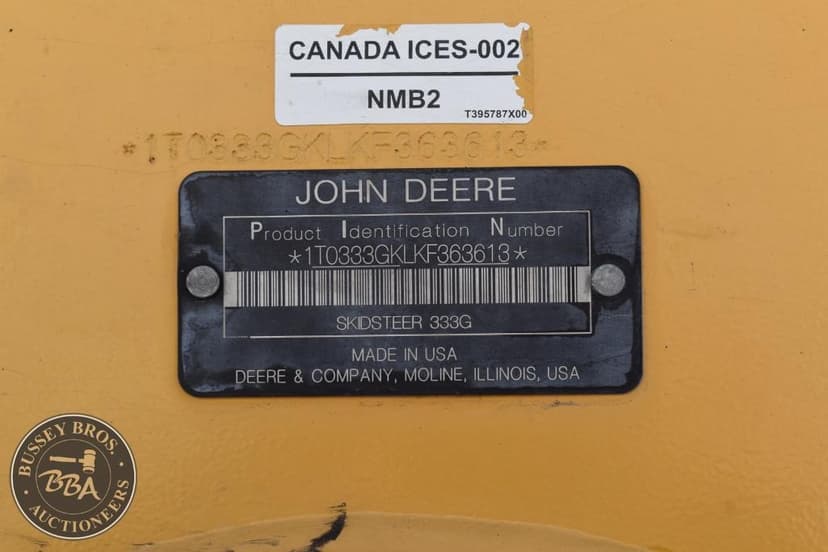 CANADA ICES-002
NMB2
T395787X00
*1T0333GKLKF363613*
JOHN DEERE
Product Identification Number
*1T0333GKLKF363613*
SKIDSTEER 333G
MADE IN USA
DEERE & COMPANY, MOLINE, ILLINOIS, USA
BUSSEY BROS.
BBA
AUCTIONEERS